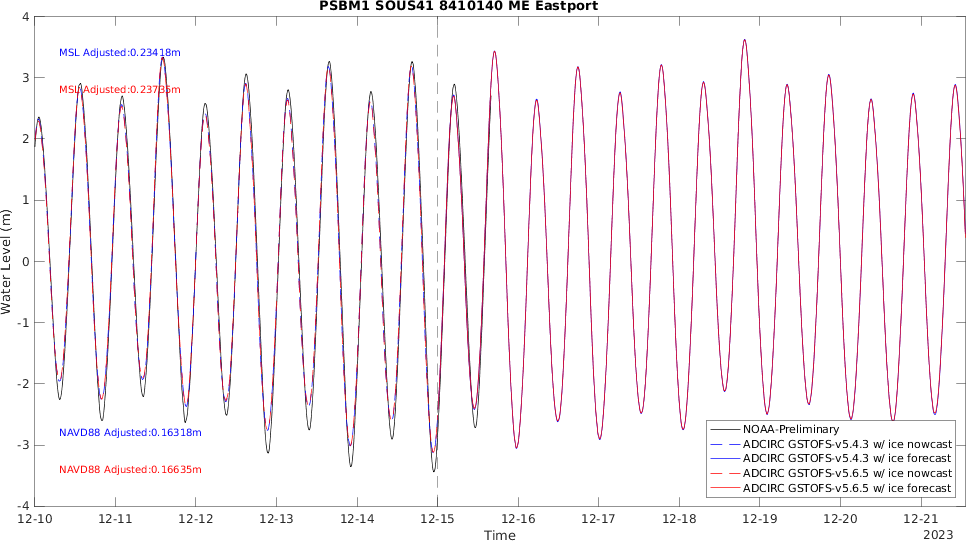 PSBM1 SOUS41 8410140 ME Eastport
4
3
2
1
0
-1
-2
-3
-4
Water Level (m)
MSL Adjusted:0.23418m
MSL Adjusted:0.23735m
NAVD88 Adjusted:0.16318m
NAVD88 Adjusted:0.16635m
NOAA-Preliminary
ADCIRC GSTOFS-v5.4.3 w/ ice nowcast
ADCIRC GSTOFS-v5.4.3 w/ ice forecast
ADCIRC GSTOFS-v5.6.5 w/ ice nowcast
ADCIRC GSTOFS-v5.6.5 w/ ice forecast
12-10 12-11 12-12 12-13 12-14 12-15 12-16 12-17 12-18 12-19 12-20 12-21
Time
2023